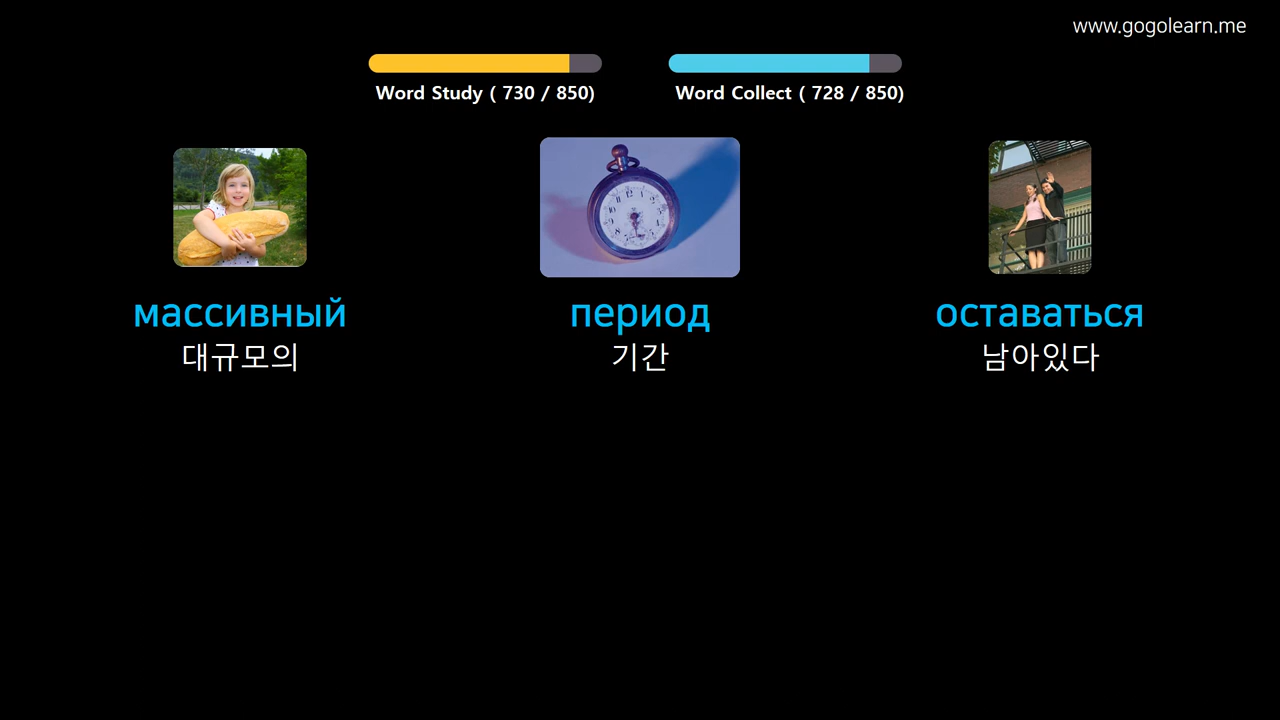 www.gogolearn.me
Word Study ( 730 / 850)
Word Collect ( 728 / 850)
массивный
период
оставаться
대규모의
기간
남아있다